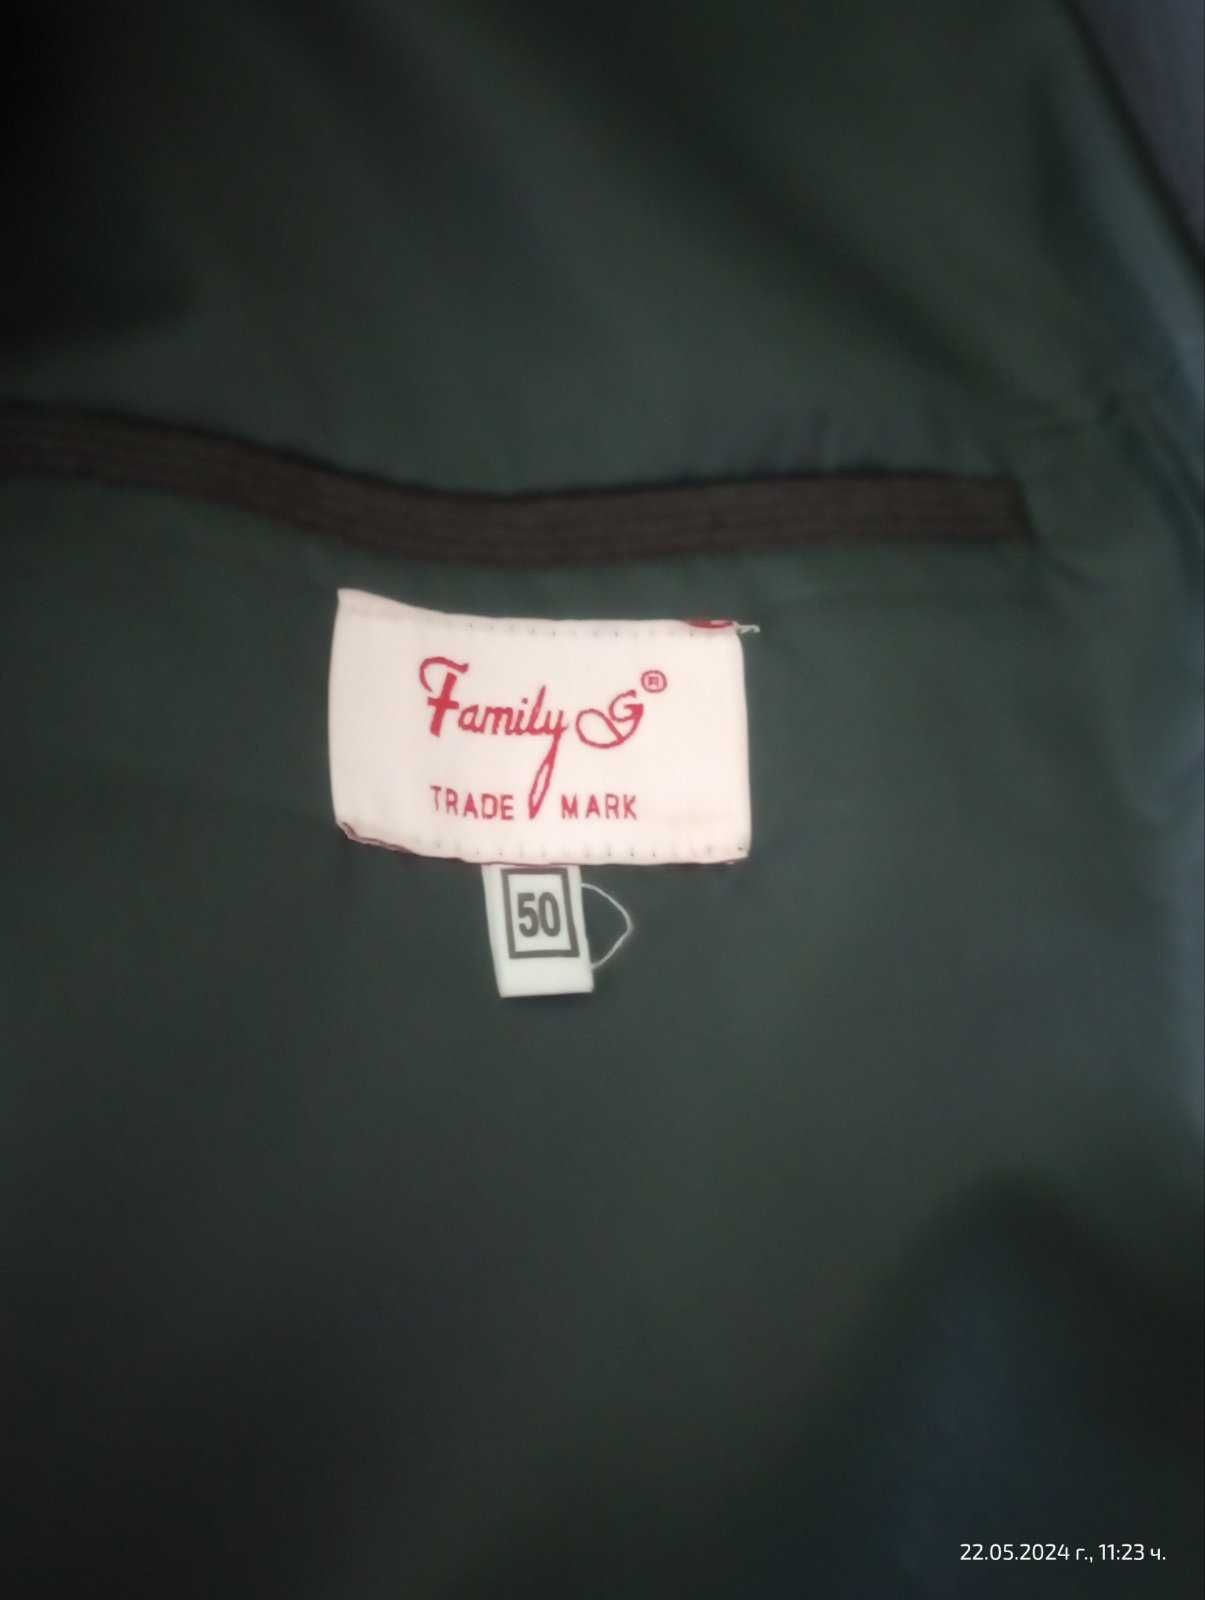 Family G®
TRADE MARK
50
22.05.2024 г., 11:23 ч.